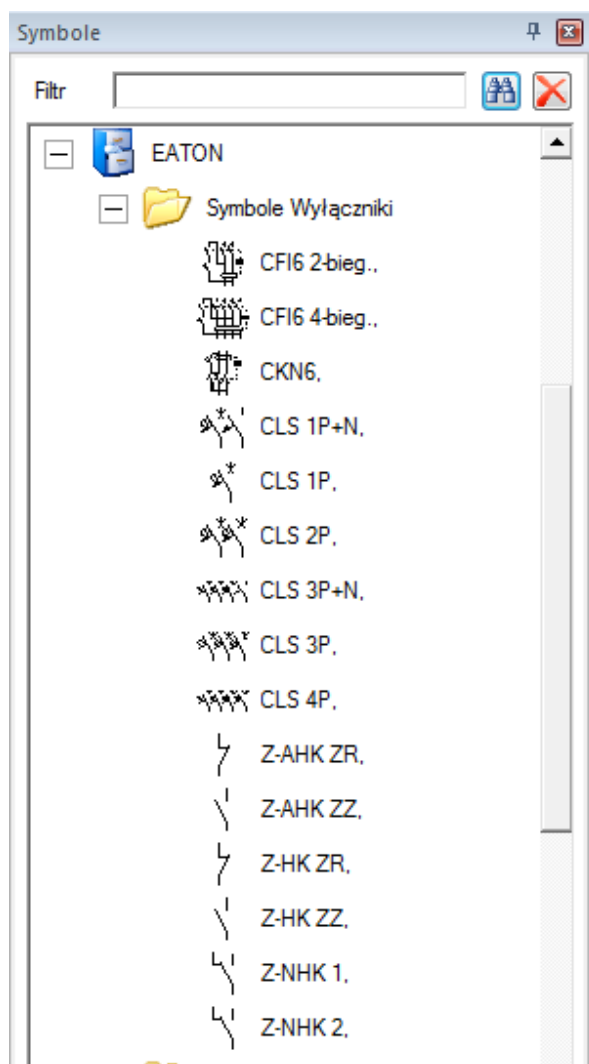 Symbole
Filtr
EATON
Symbole Wyłączniki
CFI6 2-bieg.,
CFI6 4-bieg.,
CKN6,
CLS 1P+N,
CLS 1P,
CLS 2P,
CLS 3P+N,
CLS 3P,
CLS 4P,
Z-AHK ZR,
Z-AHK ZZ,
Z-HK ZR,
Z-HK ZZ,
Z-NHK 1,
Z-NHK 2,